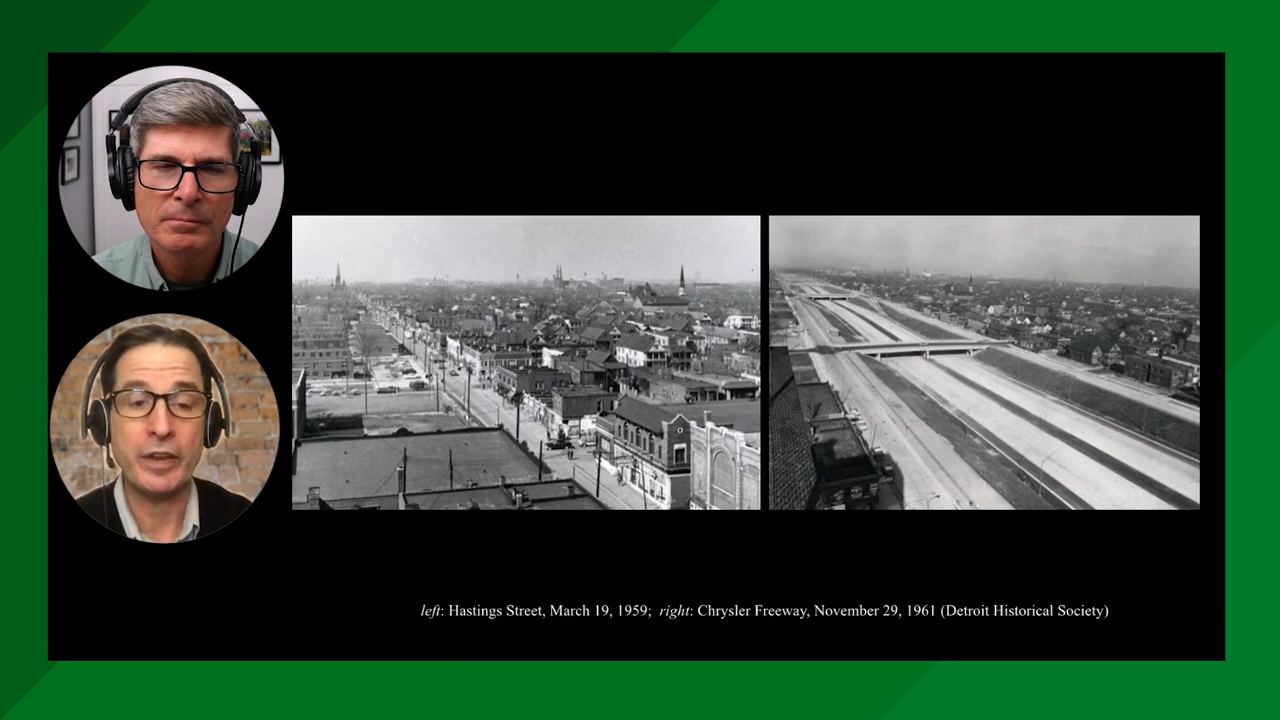 left: Hastings Street, March 19, 1959; right: Chrysler Freeway, November 29, 1961 (Detroit Historical Society)